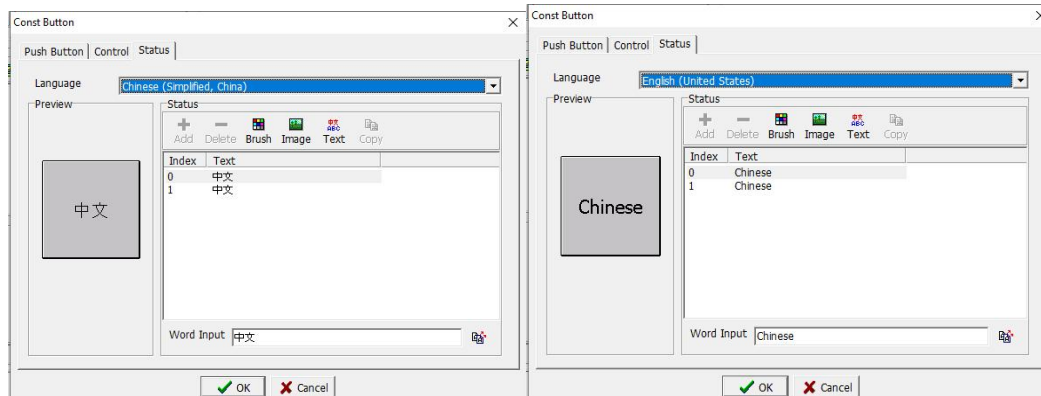 Const Button
Push Button Control Status
Language Chinese (Simplified, China)
Preview
Status
Add Delete Brush Image Text Copy
Index Text
0 中文
1 中文
中文
Word Input 中文
OK Cancel
Const Button
Push Button Control Status
Language English (United States)
Preview
Status
Add Delete Brush Image Text Copy
Index Text
0 Chinese
1 Chinese
Chinese
Word Input Chinese
OK Cancel